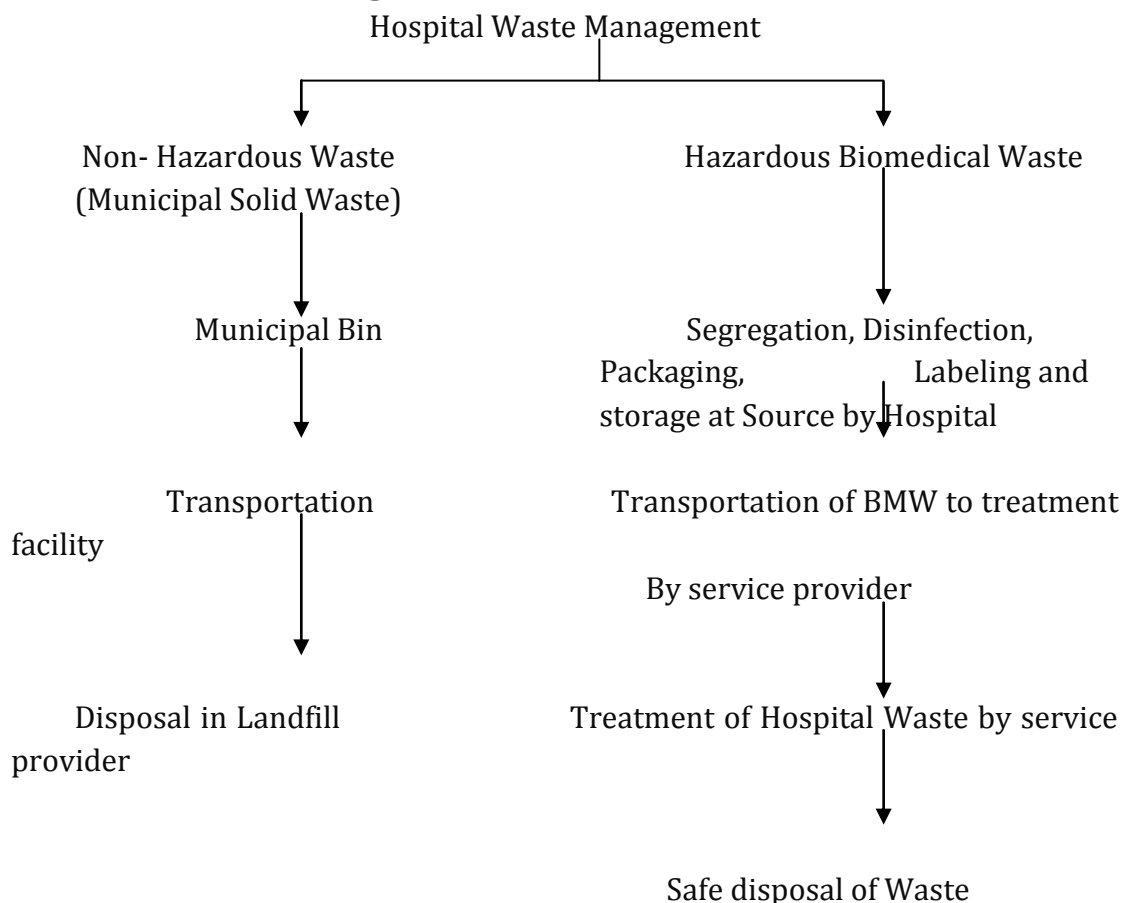 Hospital Waste Management
Non- Hazardous Waste Hazardous Biomedical Waste
(Municipal Solid Waste)
Municipal Bin Segregation, Disinfection,
Packaging, Labeling and
storage at Source by Hospital
Transportation Transportation of BMW to treatment
facility
By service provider
Disposal in Landfill Treatment of Hospital Waste by service
provider
Safe disposal of Waste